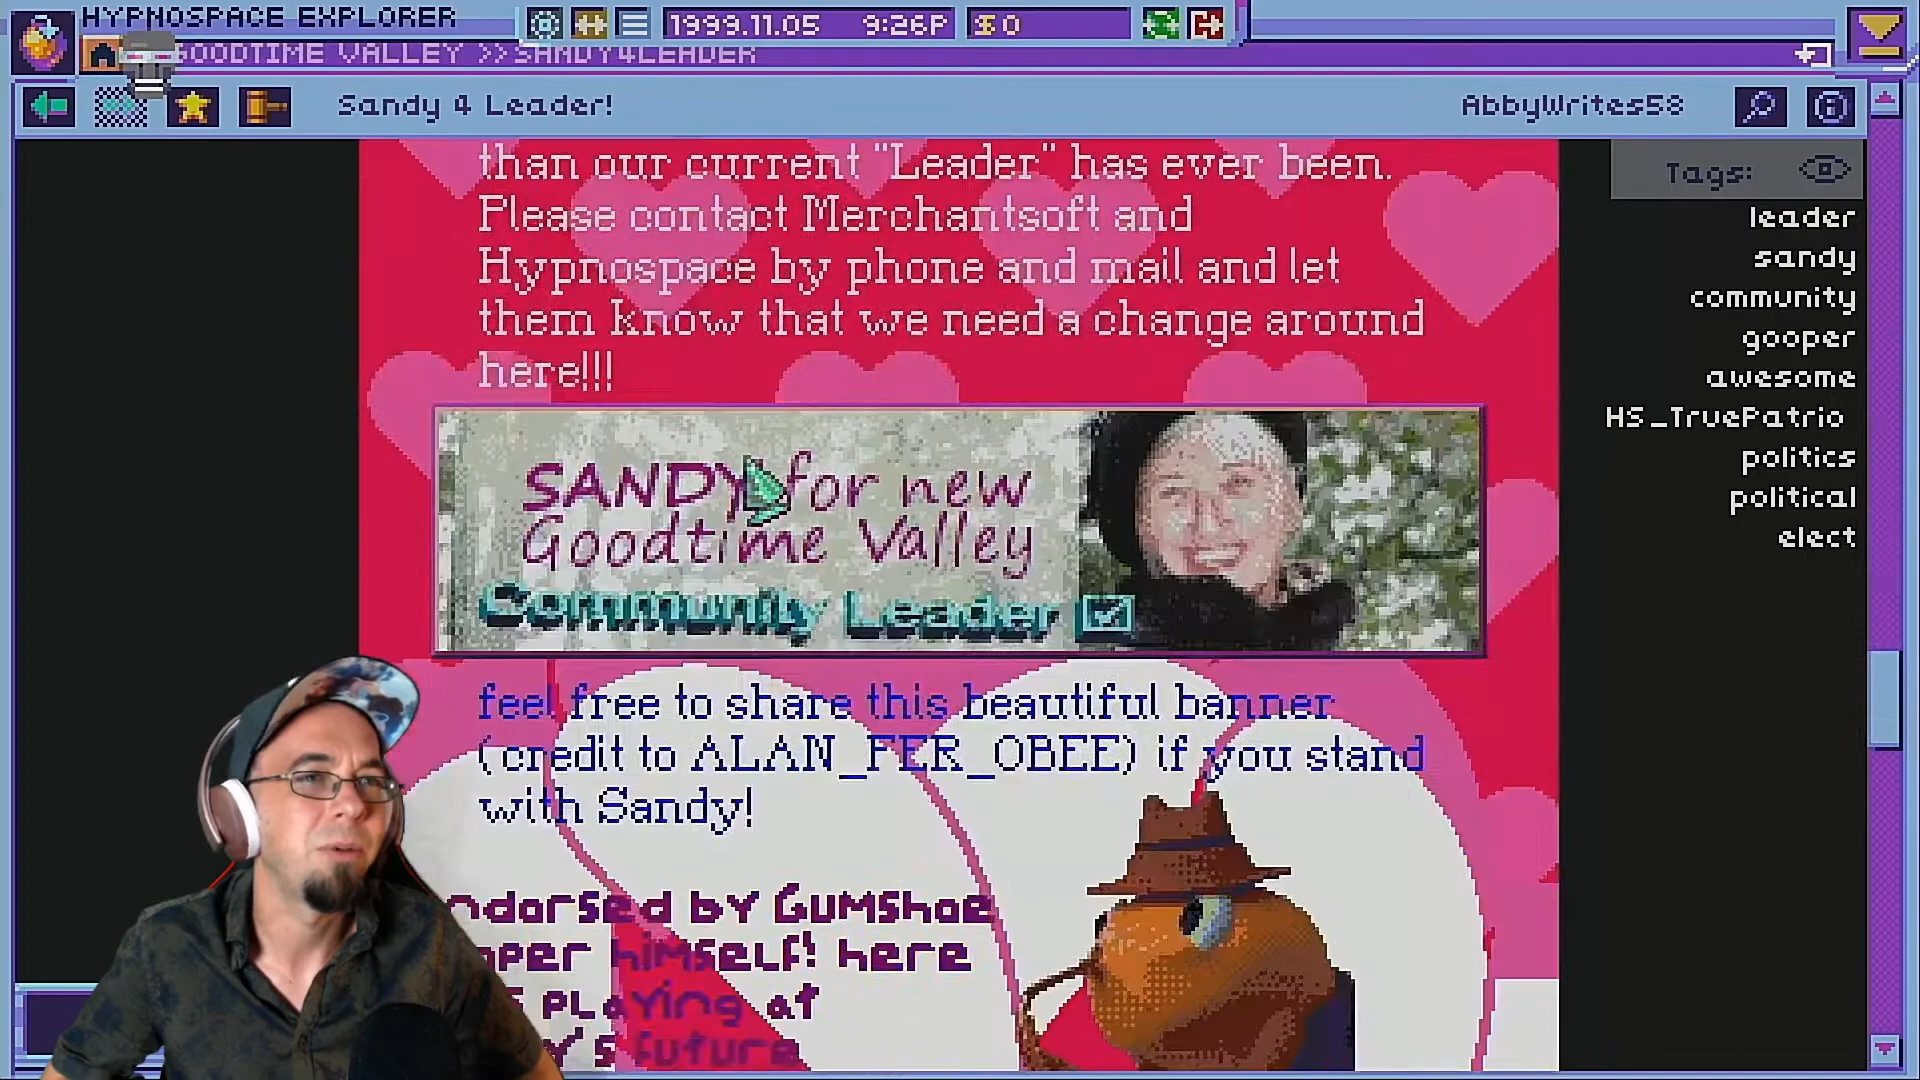 HYPNOSPACE EXPLORER
1999.11.05 9:26P
0
GOODTIME VALLEY >>SANDY4LEADER
Sandy 4 Leader!
AbbyWrites58
than our current "Leader" has ever been.
Please contact Merchantsoft and
Hypnospace by phone and mail and let
them know that we need a change around
here!!!
SANDY for new
Goodtime Valley
Community Leader
feel free to share this beautiful banner
(credit to ALAN_FER_OBEE) if you stand
with Sandy!
ndorsed by Gumshoe
per himself! here
playing at
y's future
Tags:
leader
sandy
community
gooper
awesome
HS_TruePatrio
politics
political
elect